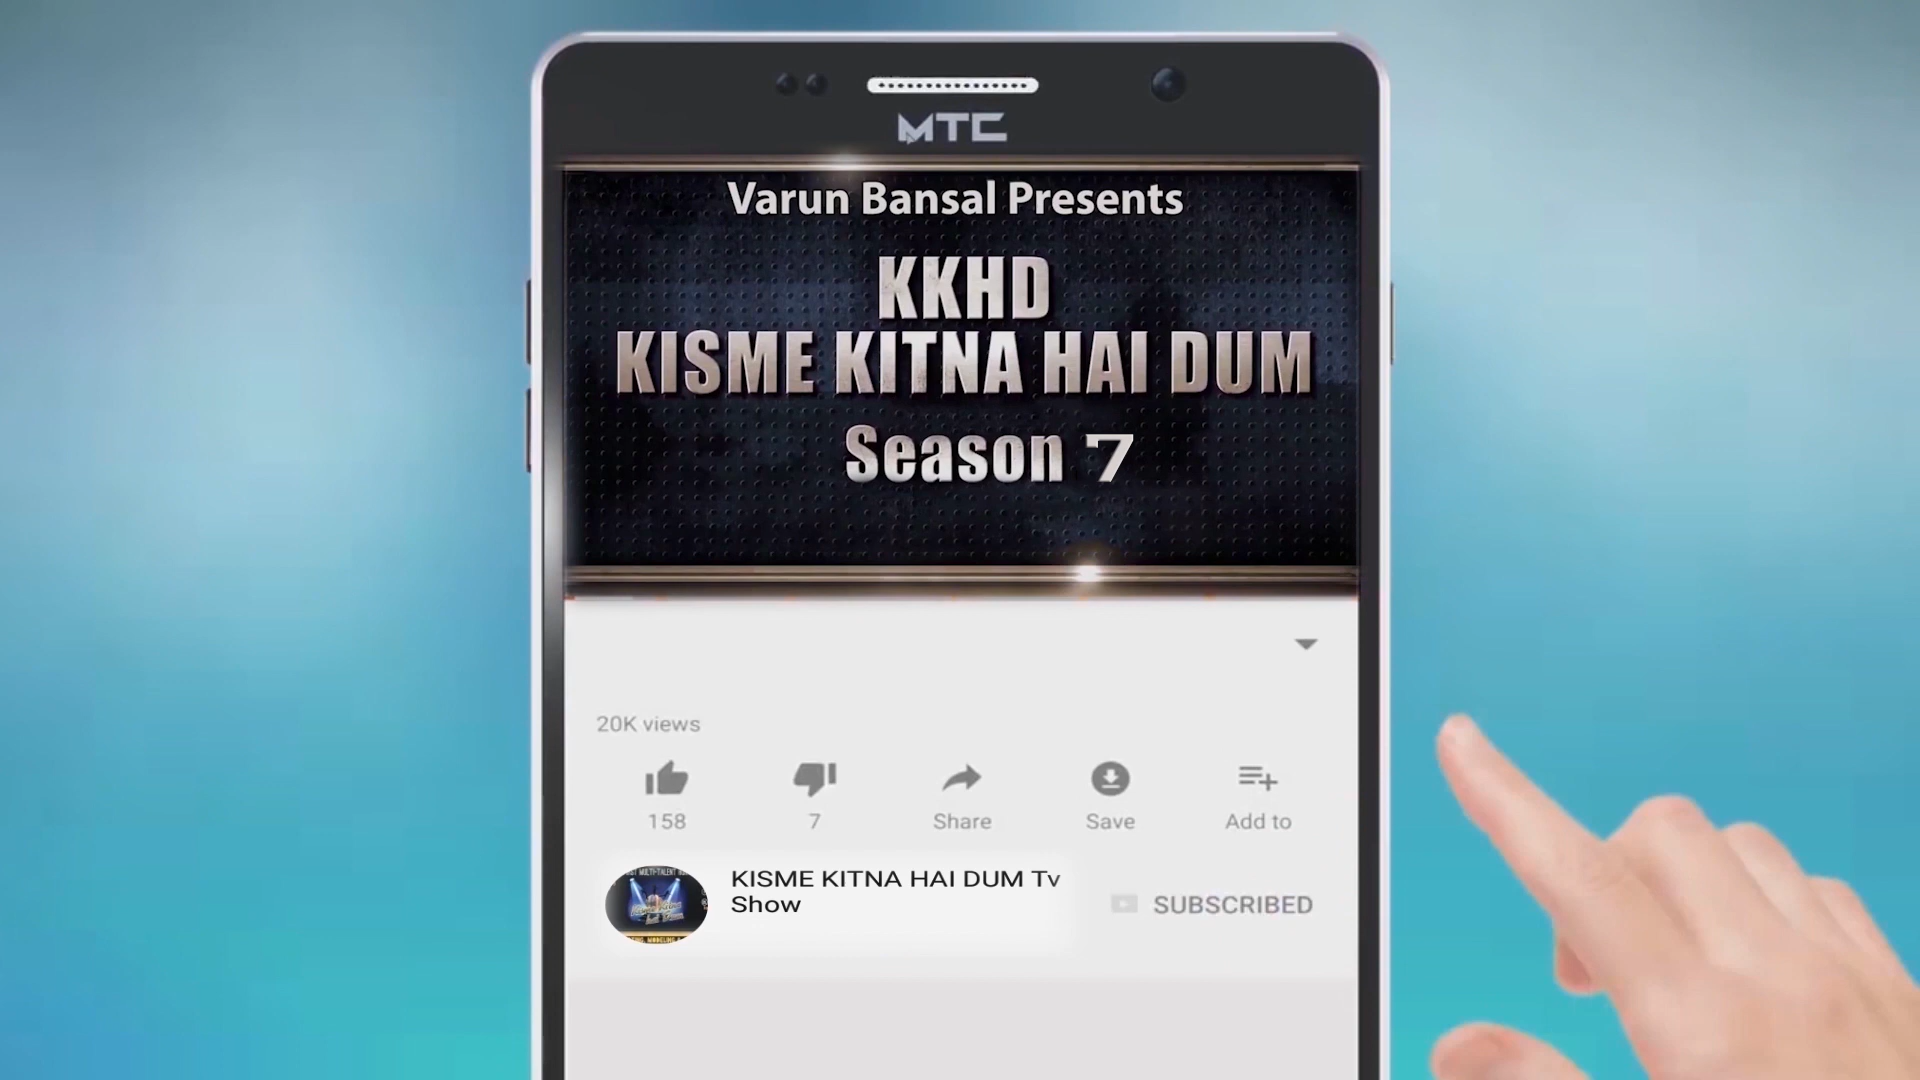 MTC
Varun Bansal Presents
KKHD
KISME KITNA HAI DUM
Season 7
20K views
158
7
Share
Save
Add to
KISME KITNA HAI DUM Tv
Show
SUBSCRIBED